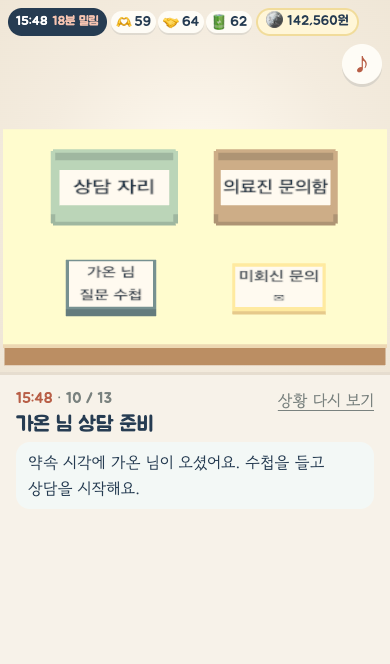 15:48 18분 밀림 59 64 62 142,560원
상담 자리
의료진 문의함
가온 님
질문 수첩
미회신 문의
15:48 · 10 / 13
상황 다시 보기
가온 님 상담 준비
약속 시각에 가온 님이 오셨어요. 수첩을 들고
상담을 시작해요.